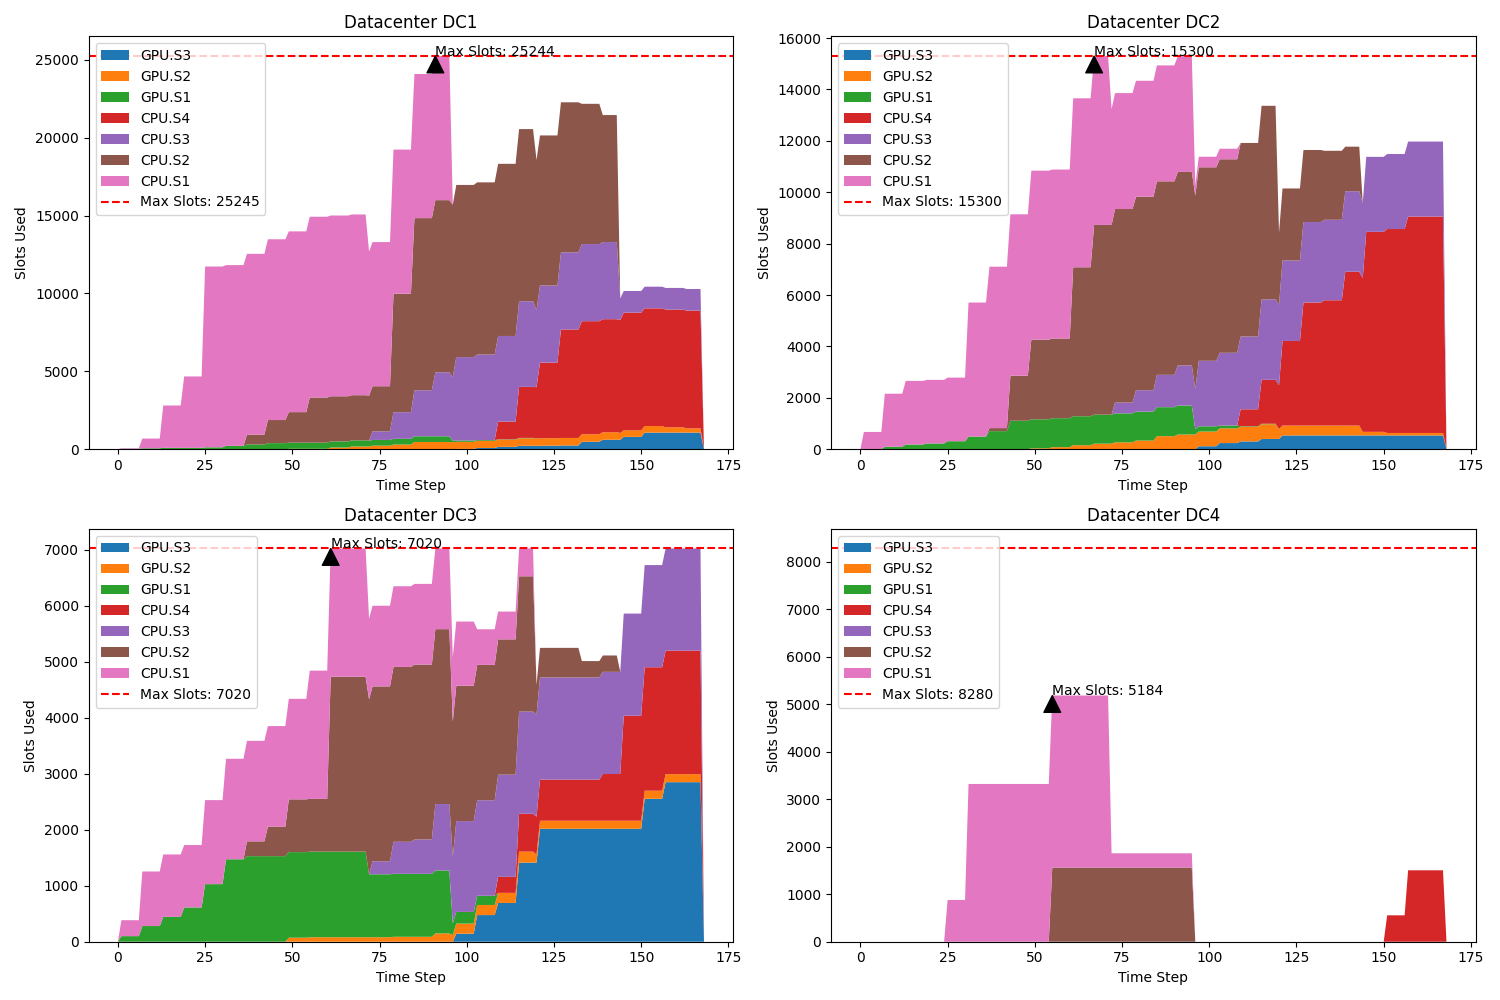 Datacenter DC1
Max Slots: 25244
GPU.S3
GPU.S2
GPU.S1
CPU.S4
CPU.S3
CPU.S2
CPU.S1
Max Slots: 25245
25000
20000
15000
10000
5000
0
Slots Used
0 25 50 75 100 125 150 175
Time Step
Datacenter DC2
Max Slots: 15300
GPU.S3
GPU.S2
GPU.S1
CPU.S4
CPU.S3
CPU.S2
CPU.S1
Max Slots: 15300
16000
14000
12000
10000
8000
6000
4000
2000
0
Slots Used
0 25 50 75 100 125 150 175
Time Step
Datacenter DC3
Max Slots: 7020
GPU.S3
GPU.S2
GPU.S1
CPU.S4
CPU.S3
CPU.S2
CPU.S1
Max Slots: 7020
7000
6000
5000
4000
3000
2000
1000
0
Slots Used
0 25 50 75 100 125 150 175
Time Step
Datacenter DC4
GPU.S3
GPU.S2
GPU.S1
CPU.S4
CPU.S3
CPU.S2
CPU.S1
Max Slots: 8280
Max Slots: 5184
8000
7000
6000
5000
4000
3000
2000
1000
0
Slots Used
0 25 50 75 100 125 150 175
Time Step